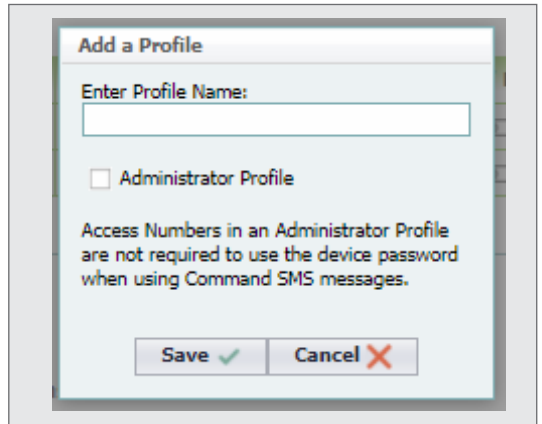 Add a Profile
Enter Profile Name:
Administrator Profile
Access Numbers in an Administrator Profile
are not required to use the device password
when using Command SMS messages.
Save
Cancel